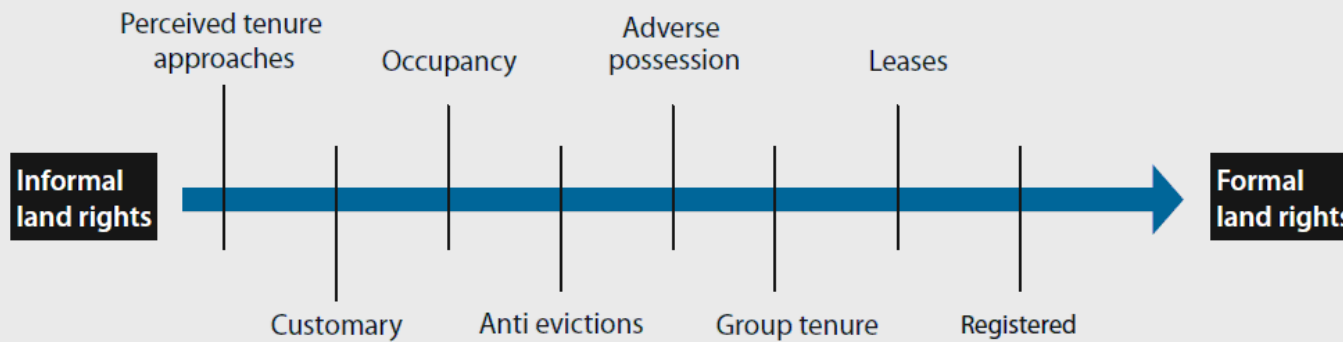 Perceived tenure
approaches
Occupancy
Adverse
possession
Leases
Informal
land rights
Formal
land rights
Customary
Anti evictions
Group tenure
Registered